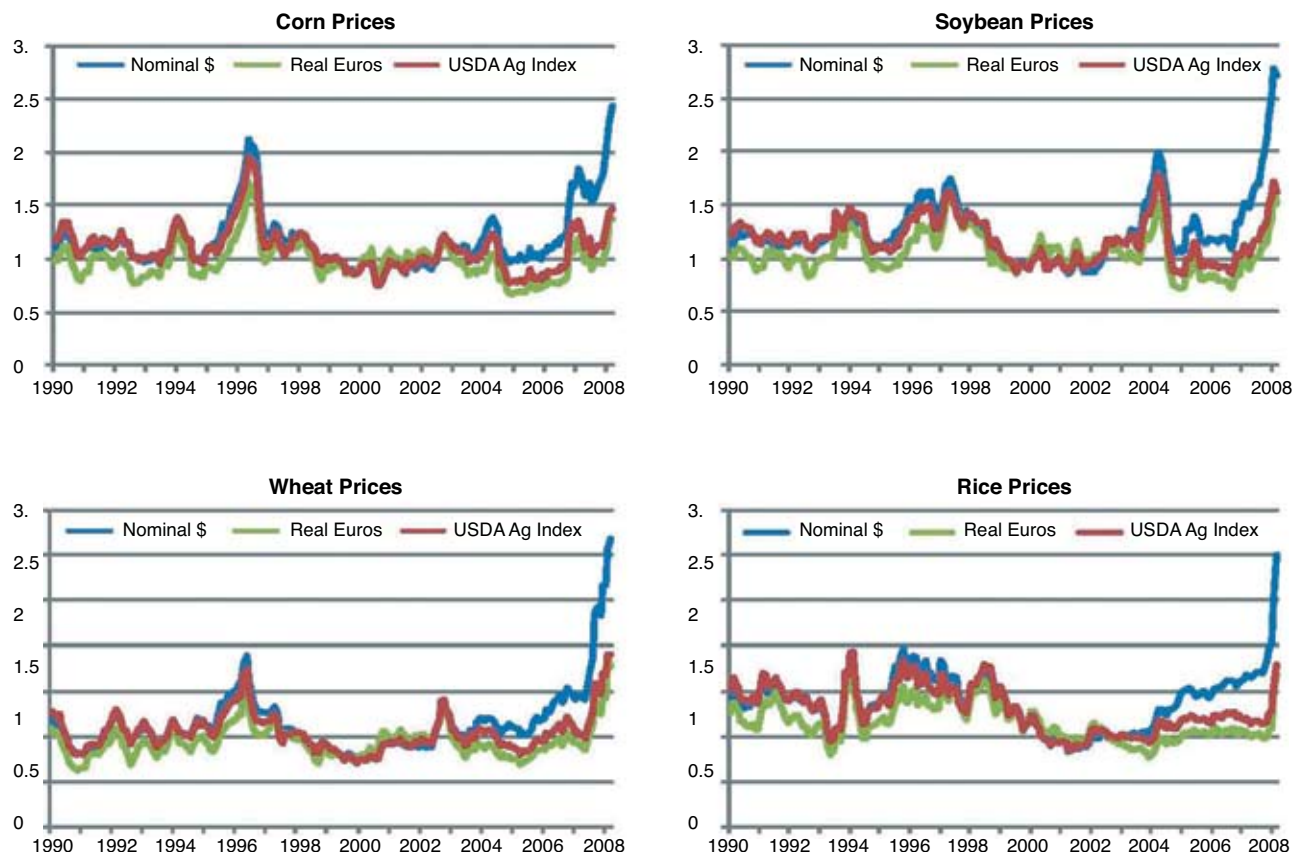 Corn Prices
3.
Nominal $ Real Euros USDA Ag Index
2.5
2
1.5
1
0.5
0
1990 1992 1994 1996 1998 2000 2002 2004 2006 2008
Soybean Prices
3.
Nominal $ Real Euros USDA Ag Index
2.5
2
1.5
1
0.5
0
1990 1992 1994 1996 1998 2000 2002 2004 2006 2008
Wheat Prices
3.
Nominal $ Real Euros USDA Ag Index
2.5
2
1.5
1
0.5
0
1990 1992 1994 1996 1998 2000 2002 2004 2006 2008
Rice Prices
3.
Nominal $ Real Euros USDA Ag Index
2.5
2
1.5
1
0.5
0
1990 1992 1994 1996 1998 2000 2002 2004 2006 2008